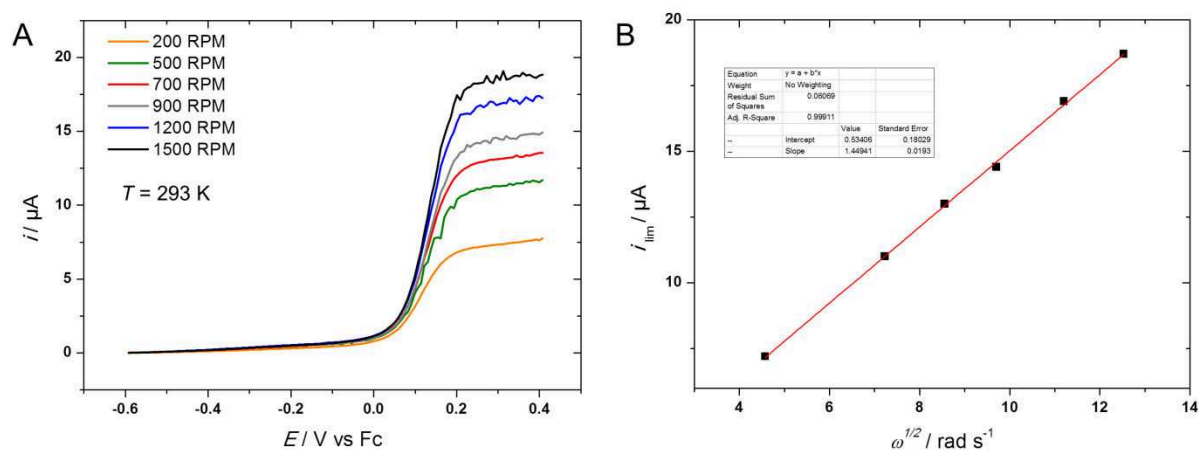 A
200 RPM
500 RPM
700 RPM
900 RPM
1200 RPM
1500 RPM
T = 293 K
20
15
10
5
0
i / µA
-0.6 -0.4 -0.2 0.0 0.2 0.4
E / V vs Fc
B
Equation y = a + b*x
Weight No Weighting
Residual Sum of Squares 0.06069
Adj. R-Square 0.99911
Value Standard Error
-- Intercept 0.53406 0.18029
-- Slope 1.44941 0.0193
20
15
10
i lim / µA
4 6 8 10 12 14
ω1/2 / rad s-1